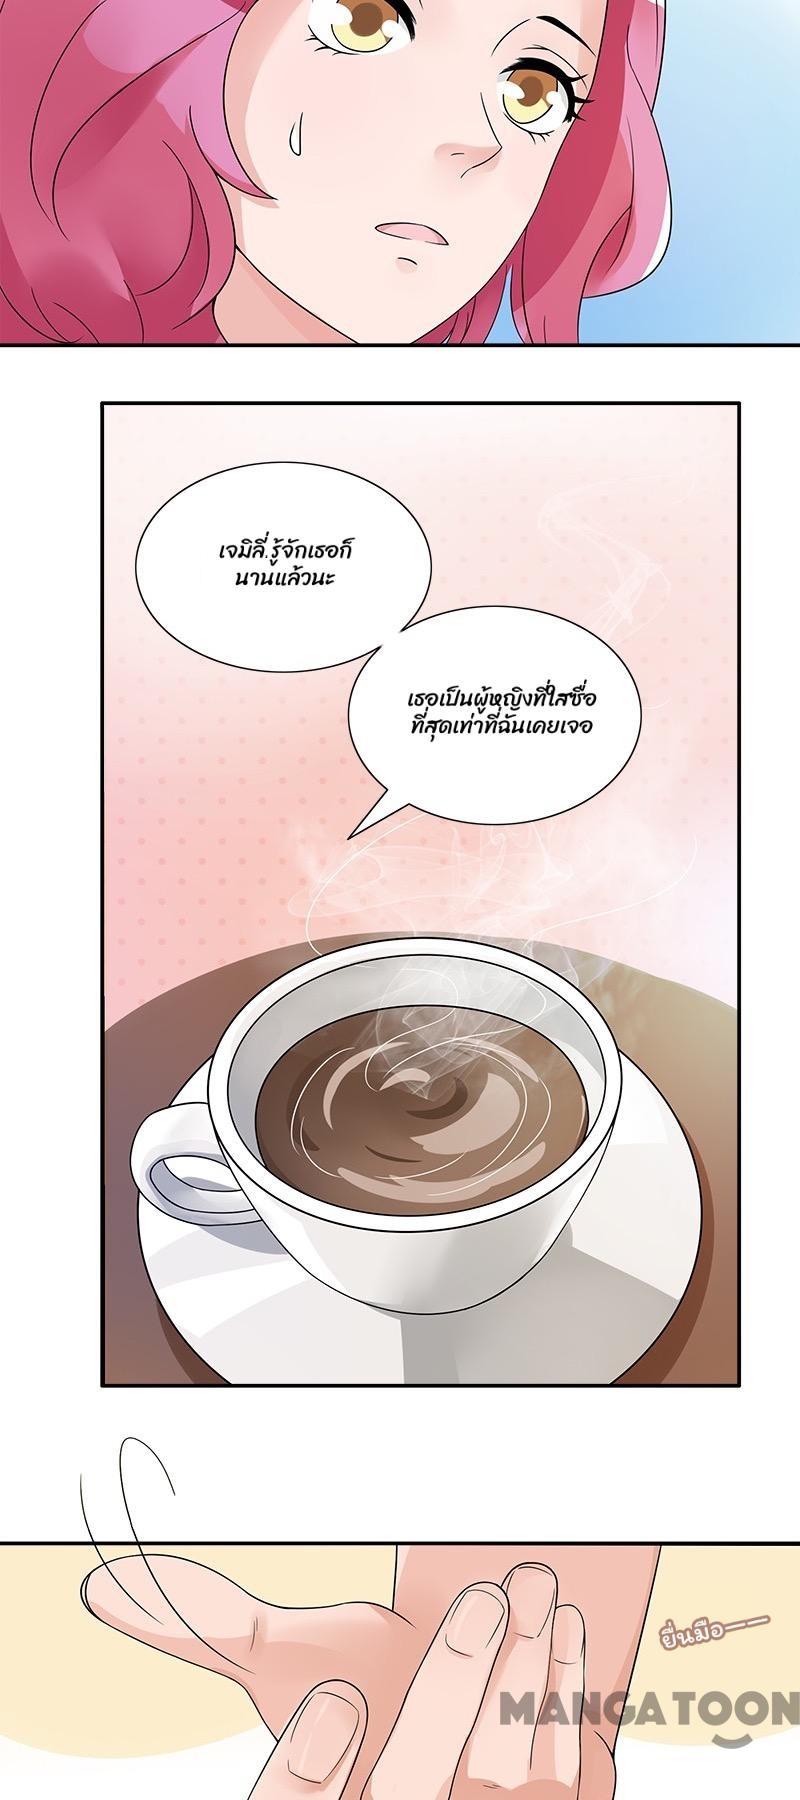 เจมิลี่.รู้จักเธอก็
นานแล้วนะ
เธอเป็นผู้หญิงที่ใสซื่อ
ที่สุดเท่าที่ฉันเคยเจอ
ยื่นมือ——
MANGATOON